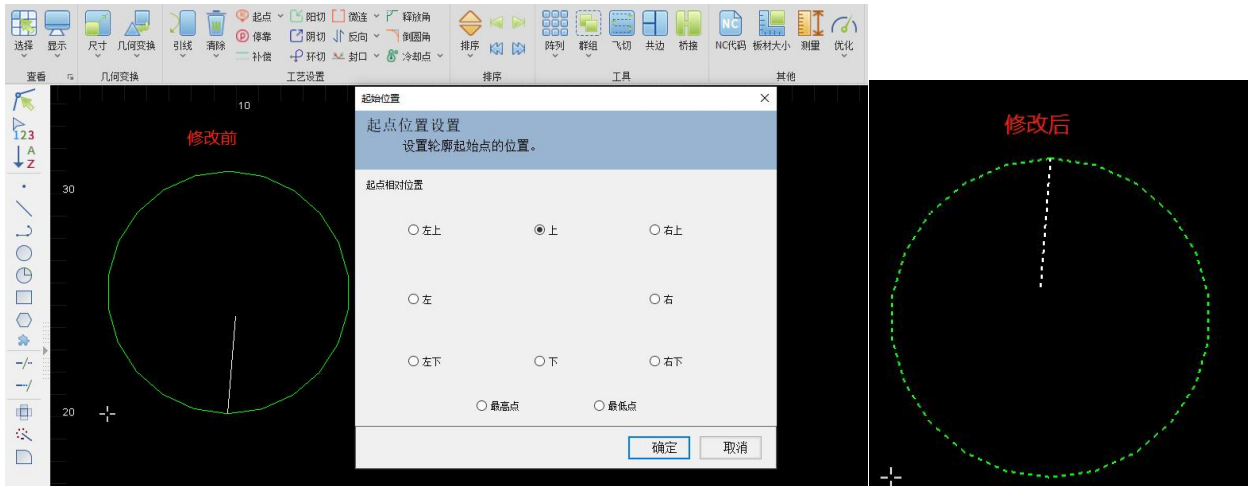 选择
显示
尺寸
几何变换
引线
清除
起点
阳切
微连
释放角
停靠
阴切
反向
倒圆角
补偿
环切
封口
冷却点
排序
阵列
群组
飞切
共边
桥接
NC
NC代码
板材大小
测量
优化
查看
几何变换
工艺设置
排序
工具
其他
123
A
Z
10
30
20
修改前
起始位置
起点位置设置
设置轮廓起始点的位置。
起点相对位置
左上
上
右上
左
右
左下
下
右下
最高点
最低点
确定
取消
修改后